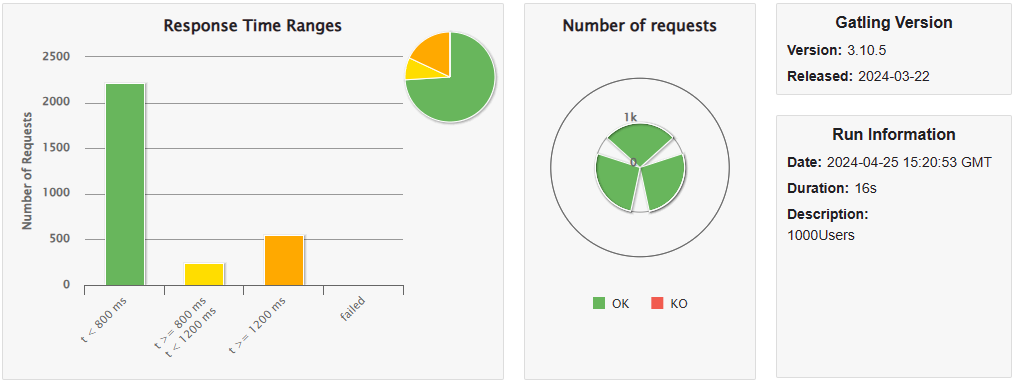 Response Time Ranges
Number of Requests
2500
2000
1500
1000
500
0
t < 800 ms
t >= 800 ms
t < 1200 ms
t >= 1200 ms
failed
Number of requests
1k
0
OK
KO
Gatling Version
Version: 3.10.5
Released: 2024-03-22
Run Information
Date: 2024-04-25 15:20:53 GMT
Duration: 16s
Description:
1000Users